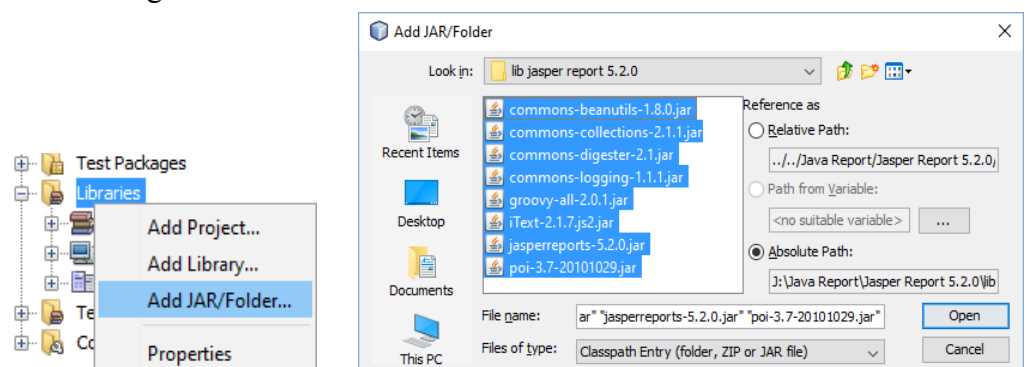 Test Packages
Libraries
Add Project...
Add Library...
Add JAR/Folder...
Te
Co
Properties
Add JAR/Folder
Look in:
lib jasper report 5.2.0
Recent Items
Desktop
Documents
This PC
commons-beanutils-1.8.0.jar
commons-collections-2.1.1.jar
commons-digester-2.1.jar
commons-logging-1.1.1.jar
groovy-all-2.0.1.jar
iText-2.1.7.js2.jar
jasperreports-5.2.0.jar
poi-3.7-20101029.jar
Reference as
Relative Path:
../../Java Report/Jasper Report 5.2.0/
Path from Variable:
<no suitable variable>
...
Absolute Path:
J:\Java Report\Jasper Report 5.2.0\lib
File name:
ar" "jasperreports-5.2.0.jar" "poi-3.7-20101029.jar"
Open
Files of type:
Classpath Entry (folder, ZIP or JAR file)
Cancel